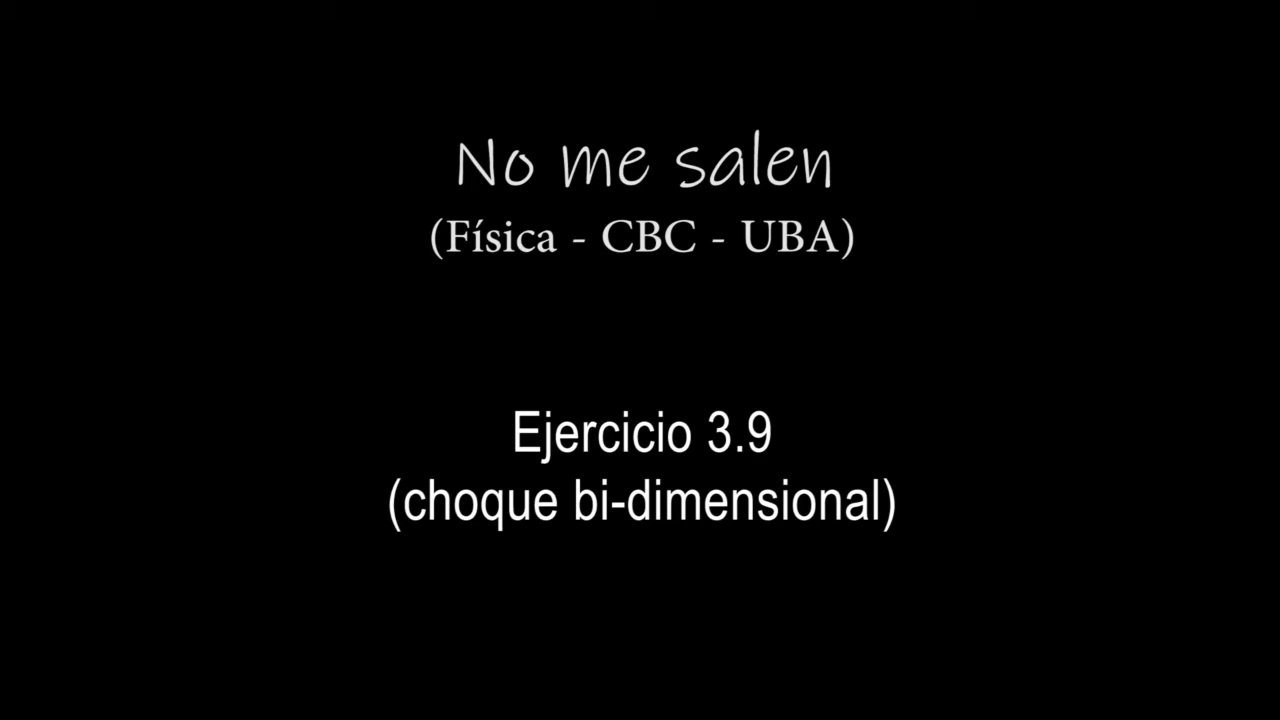 No me salen
(Física - CBC - UBA)
Ejercicio 3.9
(choque bi-dimensional)